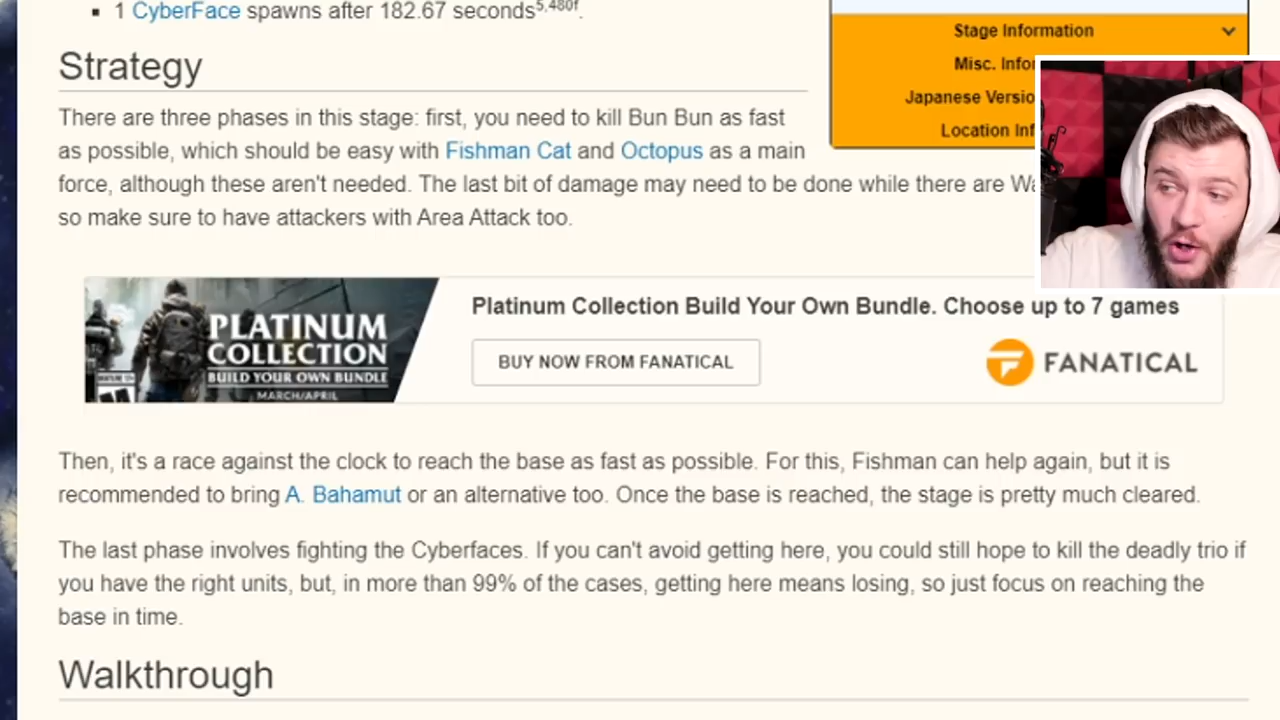 1 CyberFace spawns after 182.67 seconds5,480f.
Stage Information
Strategy
Misc. Infor
Japanese Versio
Location Inf
There are three phases in this stage: first, you need to kill Bun Bun as fast
as possible, which should be easy with Fishman Cat and Octopus as a main
force, although these aren't needed. The last bit of damage may need to be done while there are
so make sure to have attackers with Area Attack too.
PLATINUM
COLLECTION
BUILD YOUR OWN BUNDLE
MARCH/APRIL
Platinum Collection Build Your Own Bundle. Choose up to 7 games
BUY NOW FROM FANATICAL
FANATICAL
Then, it's a race against the clock to reach the base as fast as possible. For this, Fishman can help again, but it is
recommended to bring A. Bahamut or an alternative too. Once the base is reached, the stage is pretty much cleared.
The last phase involves fighting the Cyberfaces. If you can't avoid getting here, you could still hope to kill the deadly trio if
you have the right units, but, in more than 99% of the cases, getting here means losing, so just focus on reaching the
base in time.
Walkthrough